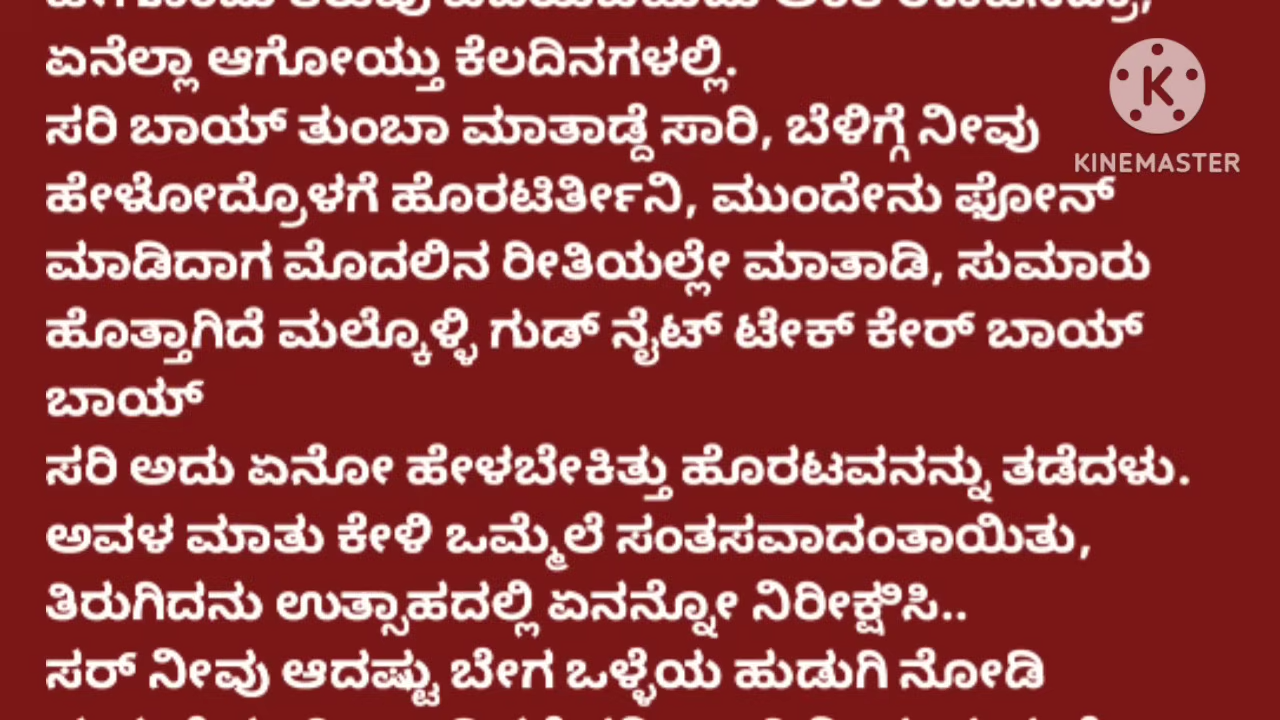 ಏನೆಲ್ಲಾ ಆಗೋಯ್ತು ಕೆಲದಿನಗಳಲ್ಲಿ.
ಸರಿ ಬಾಯ್ ತುಂಬಾ ಮಾತಾಡ್ದೆ ಸಾರಿ, ಬೆಳಿಗ್ಗೆ ನೀವು
ಹೇಳೋದ್ರೊಳಗೆ ಹೊರಟಿರ್ತೀನಿ, ಮುಂದೇನು ಫೋನ್
ಮಾಡಿದಾಗ ಮೊದಲಿನ ರೀತಿಯಲ್ಲೇ ಮಾತಾಡಿ, ಸುಮಾರು
ಹೊತ್ತಾಗಿದೆ ಮಲ್ಕೊಳ್ಳಿ ಗುಡ್ ನೈಟ್ ಟೇಕ್ ಕೇರ್ ಬಾಯ್
ಬಾಯ್
ಸರಿ ಅದು ಏನೋ ಹೇಳಬೇಕಿತ್ತು ಹೊರಟವನನ್ನು ತಡೆದಳು.
ಅವಳ ಮಾತು ಕೇಳಿ ಒಮ್ಮೆಲೆ ಸಂತಸವಾದಂತಾಯಿತು,
ತಿರುಗಿದನು ಉತ್ಸಾಹದಲ್ಲಿ ಏನನ್ನೋ ನಿರೀಕ್ಷಿಸಿ..
ಸರ್ ನೀವು ಆದಷ್ಟು ಬೇಗ ಒಳ್ಳೆಯ ಹುಡುಗಿ ನೋಡಿ
K
KINEMASTER